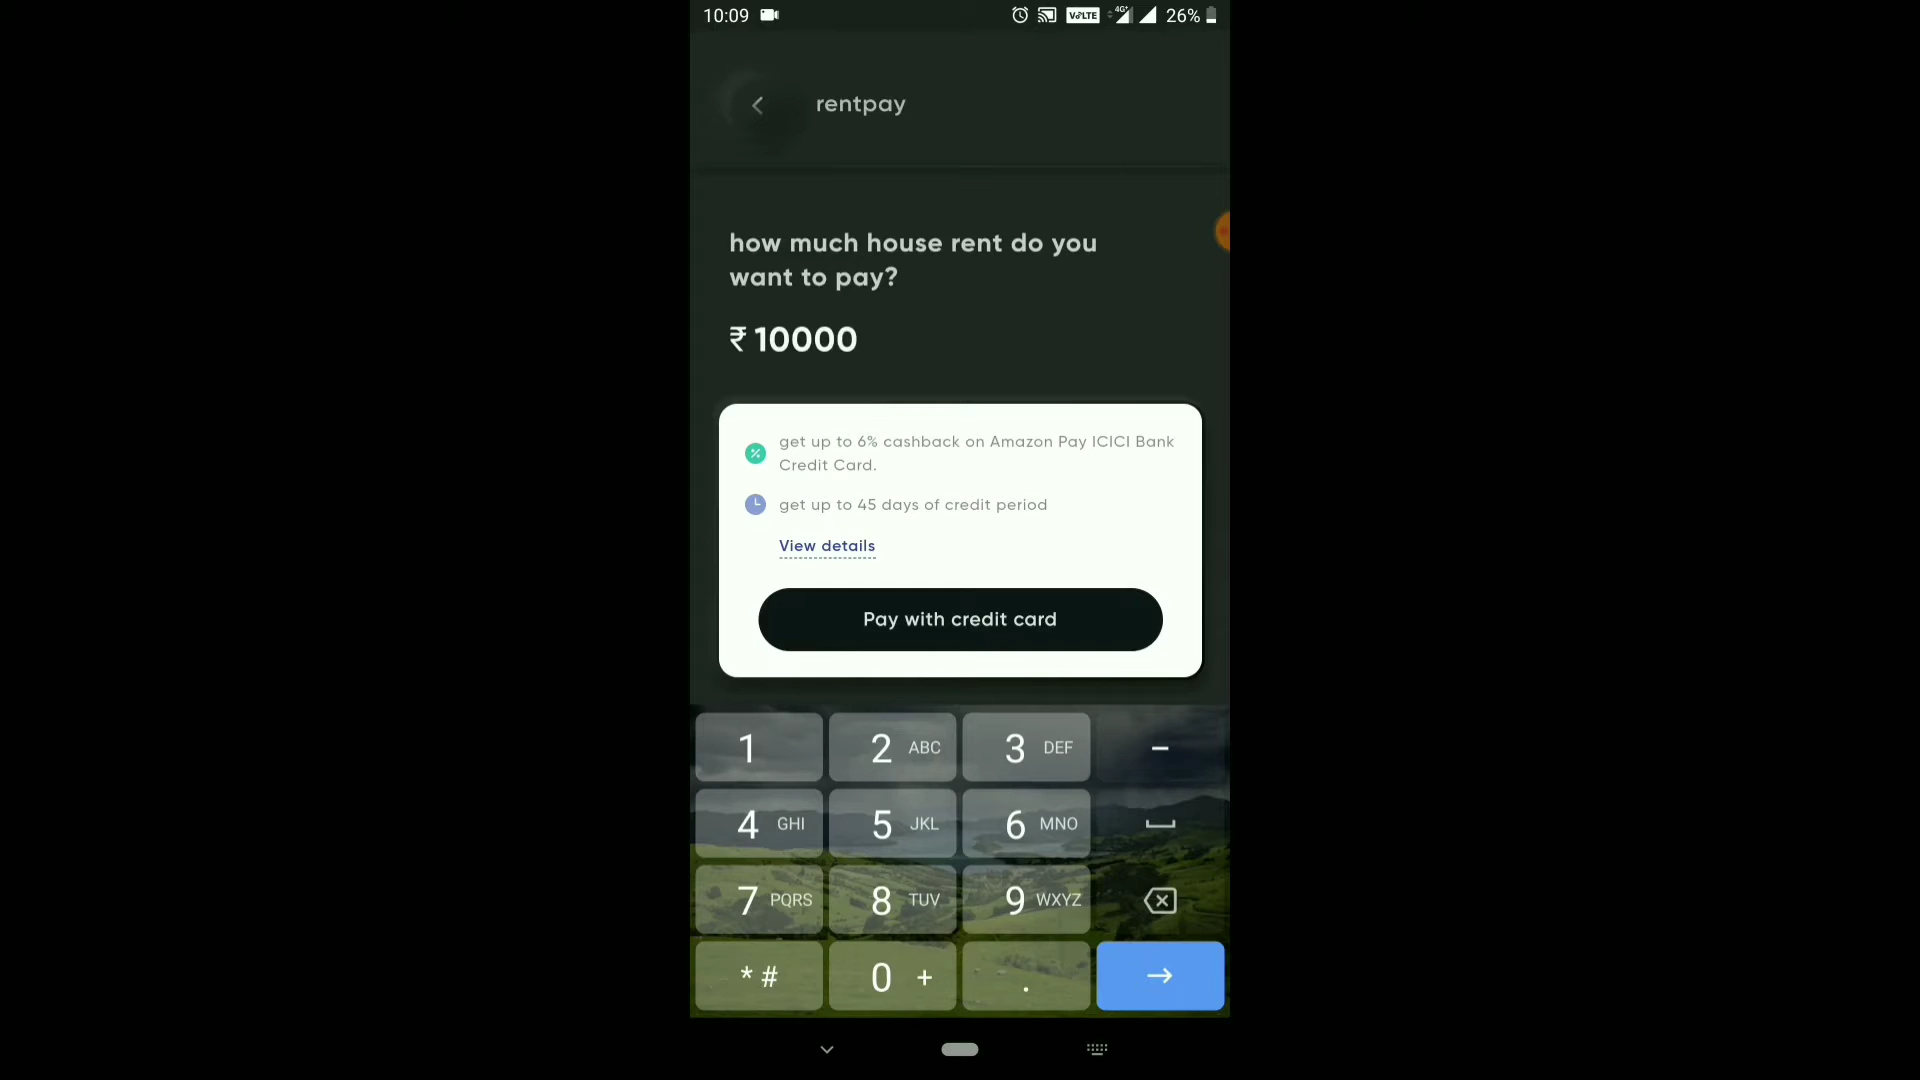 10:09 VoLTE 4G+ 26%
rentpay
how much house rent do you
want to pay?
₹ 10000
get up to 6% cashback on Amazon Pay ICICI Bank
Credit Card.
get up to 45 days of credit period
View details
Pay with credit card
1 2 ABC 3 DEF -
4 GHI 5 JKL 6 MNO
7 PQRS 8 TUV 9 WXYZ
* # 0 + .